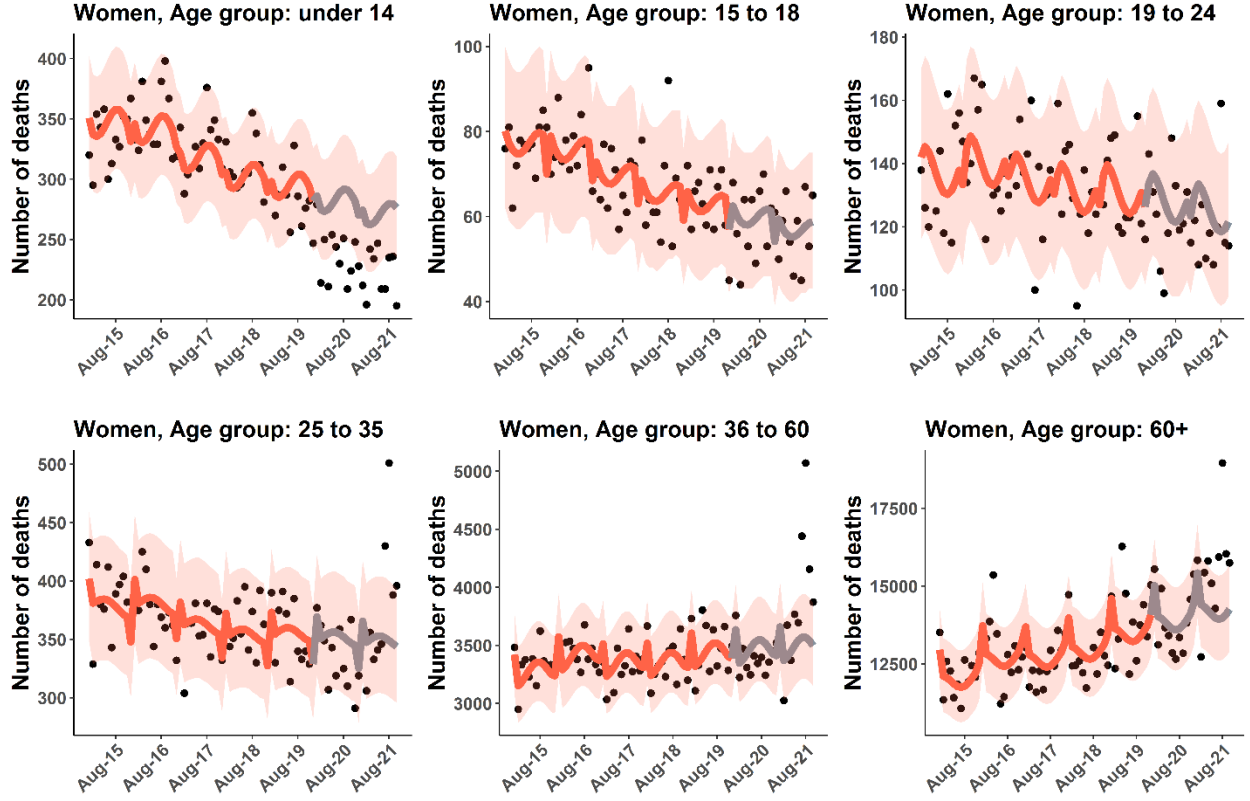 Women, Age group: under 14
Number of deaths
400
350
300
250
200
Aug-15
Aug-16
Aug-17
Aug-18
Aug-19
Aug-20
Aug-21
Women, Age group: 15 to 18
Number of deaths
100
80
60
40
Aug-15
Aug-16
Aug-17
Aug-18
Aug-19
Aug-20
Aug-21
Women, Age group: 19 to 24
Number of deaths
180
160
140
120
100
Aug-15
Aug-16
Aug-17
Aug-18
Aug-19
Aug-20
Aug-21
Women, Age group: 25 to 35
Number of deaths
500
450
400
350
300
Aug-15
Aug-16
Aug-17
Aug-18
Aug-19
Aug-20
Aug-21
Women, Age group: 36 to 60
Number of deaths
5000
4500
4000
3500
3000
Aug-15
Aug-16
Aug-17
Aug-18
Aug-19
Aug-20
Aug-21
Women, Age group: 60+
Number of deaths
17500
15000
12500
Aug-15
Aug-16
Aug-17
Aug-18
Aug-19
Aug-20
Aug-21